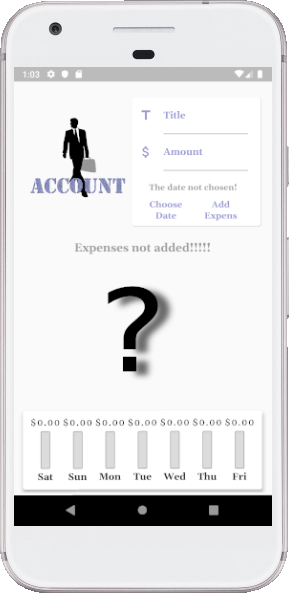 1:03
T Title
$ Amount
ACCOUNT
The date not chosen!
Choose Date
Add Expens
Expenses not added!!!!!
?
$0.00 $0.00 $0.00 $0.00 $0.00 $0.00 $0.00
Sat Sun Mon Tue Wed Thu Fri